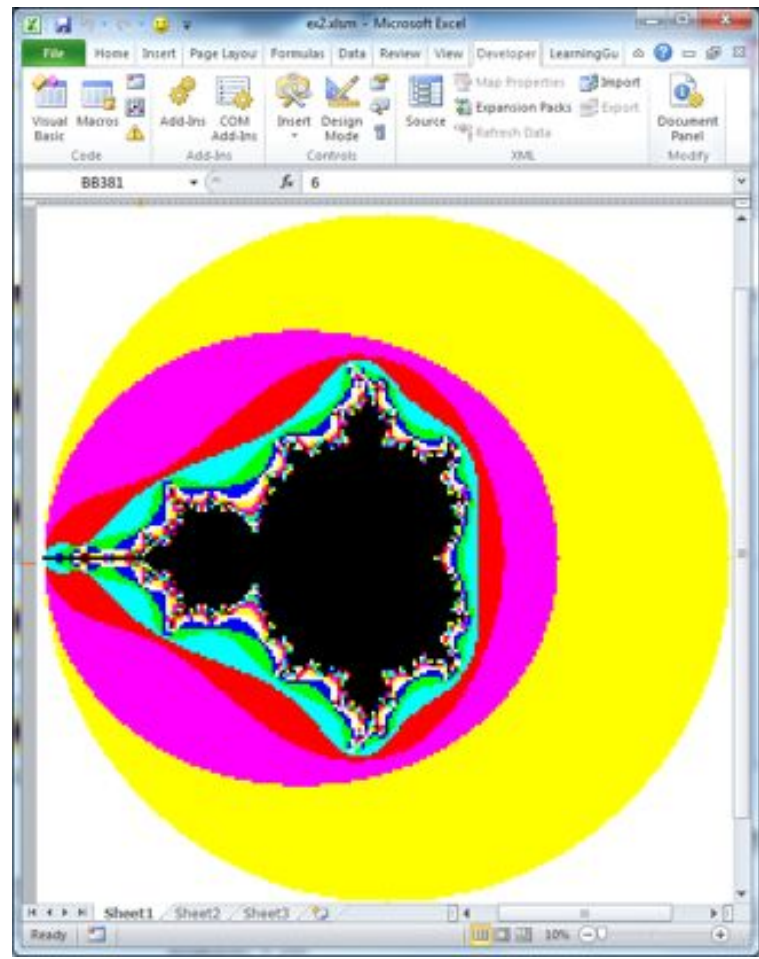 ex2.xlsm - Microsoft Excel
File Home Insert Page Layou Formulas Data Review View Developer LearningGu
Visual Basic Macros Add-Ins COM Add-Ins Insert Design Mode Source Map Properties Import
Expansion Packs Export
Refresh Data
Document Panel
Code Add-Ins Controls XML Modify
BB381 fx 6
Sheet1 Sheet2 Sheet3
Ready 10%